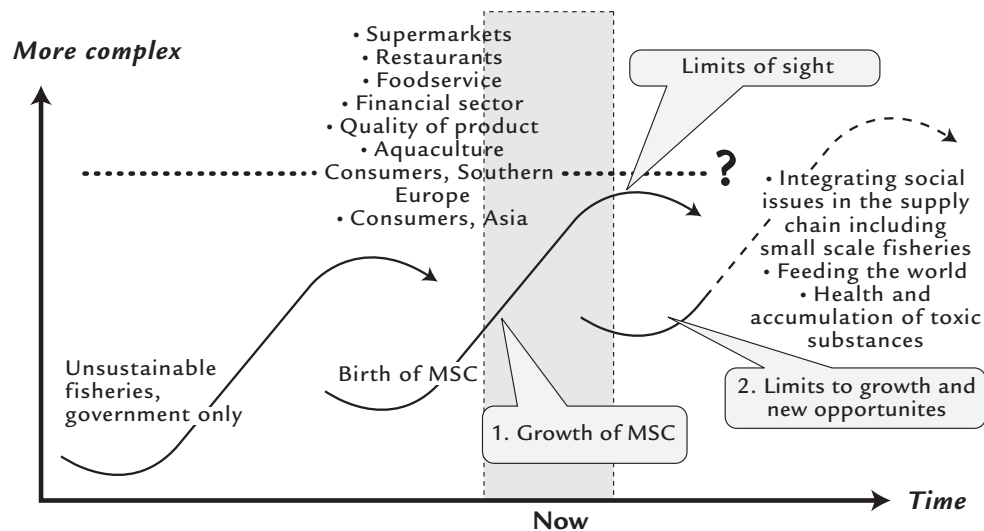 More complex
• Supermarkets
• Restaurants
• Foodservice
• Financial sector
• Quality of product
• Aquaculture
Consumers, Southern
Europe
• Consumers, Asia
Limits of sight
?
• Integrating social
issues in the supply
chain including
small scale fisheries
• Feeding the world
• Health and
accumulation of toxic
substances
Unsustainable
fisheries,
government only
Birth of MSC
1. Growth of MSC
2. Limits to growth and
new opportunites
Now
Time